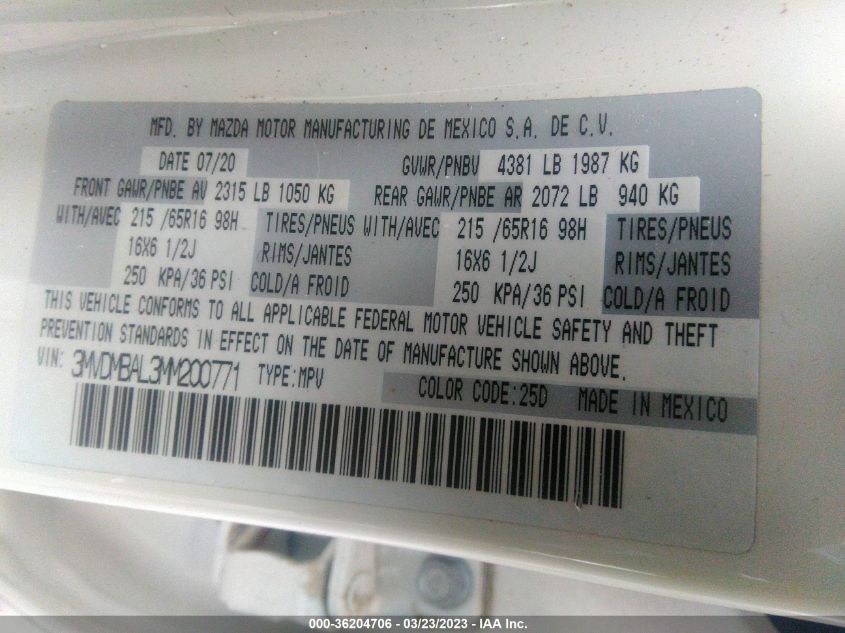 MFD. BY MAZDA MOTOR MANUFACTURING DE MEXICO S.A. DE C.V.
DATE 07/20 GVWR/PNBV 4381 LB 1987 KG
FRONT GAWR/PNBE AV 2315 LB 1050 KG REAR GAWR/PNBE AR 2072 LB 940 KG
WITH/AVEC 215 /65R16 98H TIRES/PNEUS WITH/AVEC 215 /65R16 98H TIRES/PNEUS
16X6 1/2J RIMS/JANTES 16X6 1/2J RIMS/JANTES
250 KPA/36 PSI COLD/A FROID 250 KPA/36 PSI COLD/A FROID
THIS VEHICLE CONFORMS TO ALL APPLICABLE FEDERAL MOTOR VEHICLE SAFETY AND THEFT
PREVENTION STANDARDS IN EFFECT ON THE DATE OF MANUFACTURE SHOWN ABOVE.
VIN: 3MVDMBAL3MM200771 TYPE:MPV COLOR CODE:25D MADE IN MEXICO
000-36204706 - 03/23/2023 - IAA Inc.